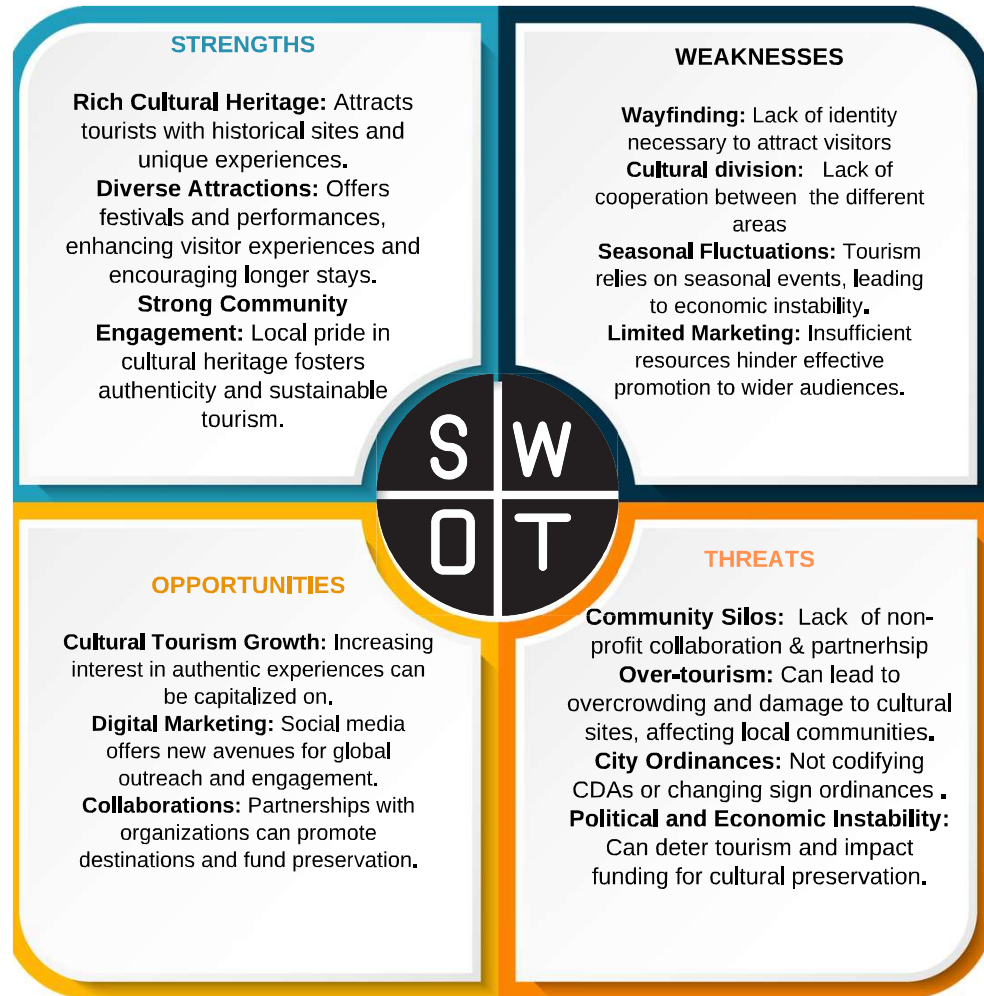 STRENGTHS
Rich Cultural Heritage: Attracts
tourists with historical sites and
unique experiences.
Diverse Attractions: Offers
festivals and performances,
enhancing visitor experiences and
encouraging longer stays.
Strong Community
Engagement: Local pride in
cultural heritage fosters
authenticity and sustainable
tourism.
WEAKNESSES
Wayfinding: Lack of identity
necessary to attract visitors
Cultural division: Lack of
cooperation between the different
areas
Seasonal Fluctuations: Tourism
relies on seasonal events, leading
to economic instability.
Limited Marketing: Insufficient
resources hinder effective
promotion to wider audiences.
S W
O T
OPPORTUNITIES
Cultural Tourism Growth: Increasing
interest in authentic experiences can
be capitalized on.
Digital Marketing: Social media
offers new avenues for global
outreach and engagement.
Collaborations: Partnerships with
organizations can promote
destinations and fund preservation.
THREATS
Community Silos: Lack of non-
profit collaboration & partnerhsip
Over-tourism: Can lead to
overcrowding and damage to cultural
sites, affecting local communities.
City Ordinances: Not codifying
CDAs or changing sign ordinances .
Political and Economic Instability:
Can deter tourism and impact
funding for cultural preservation.